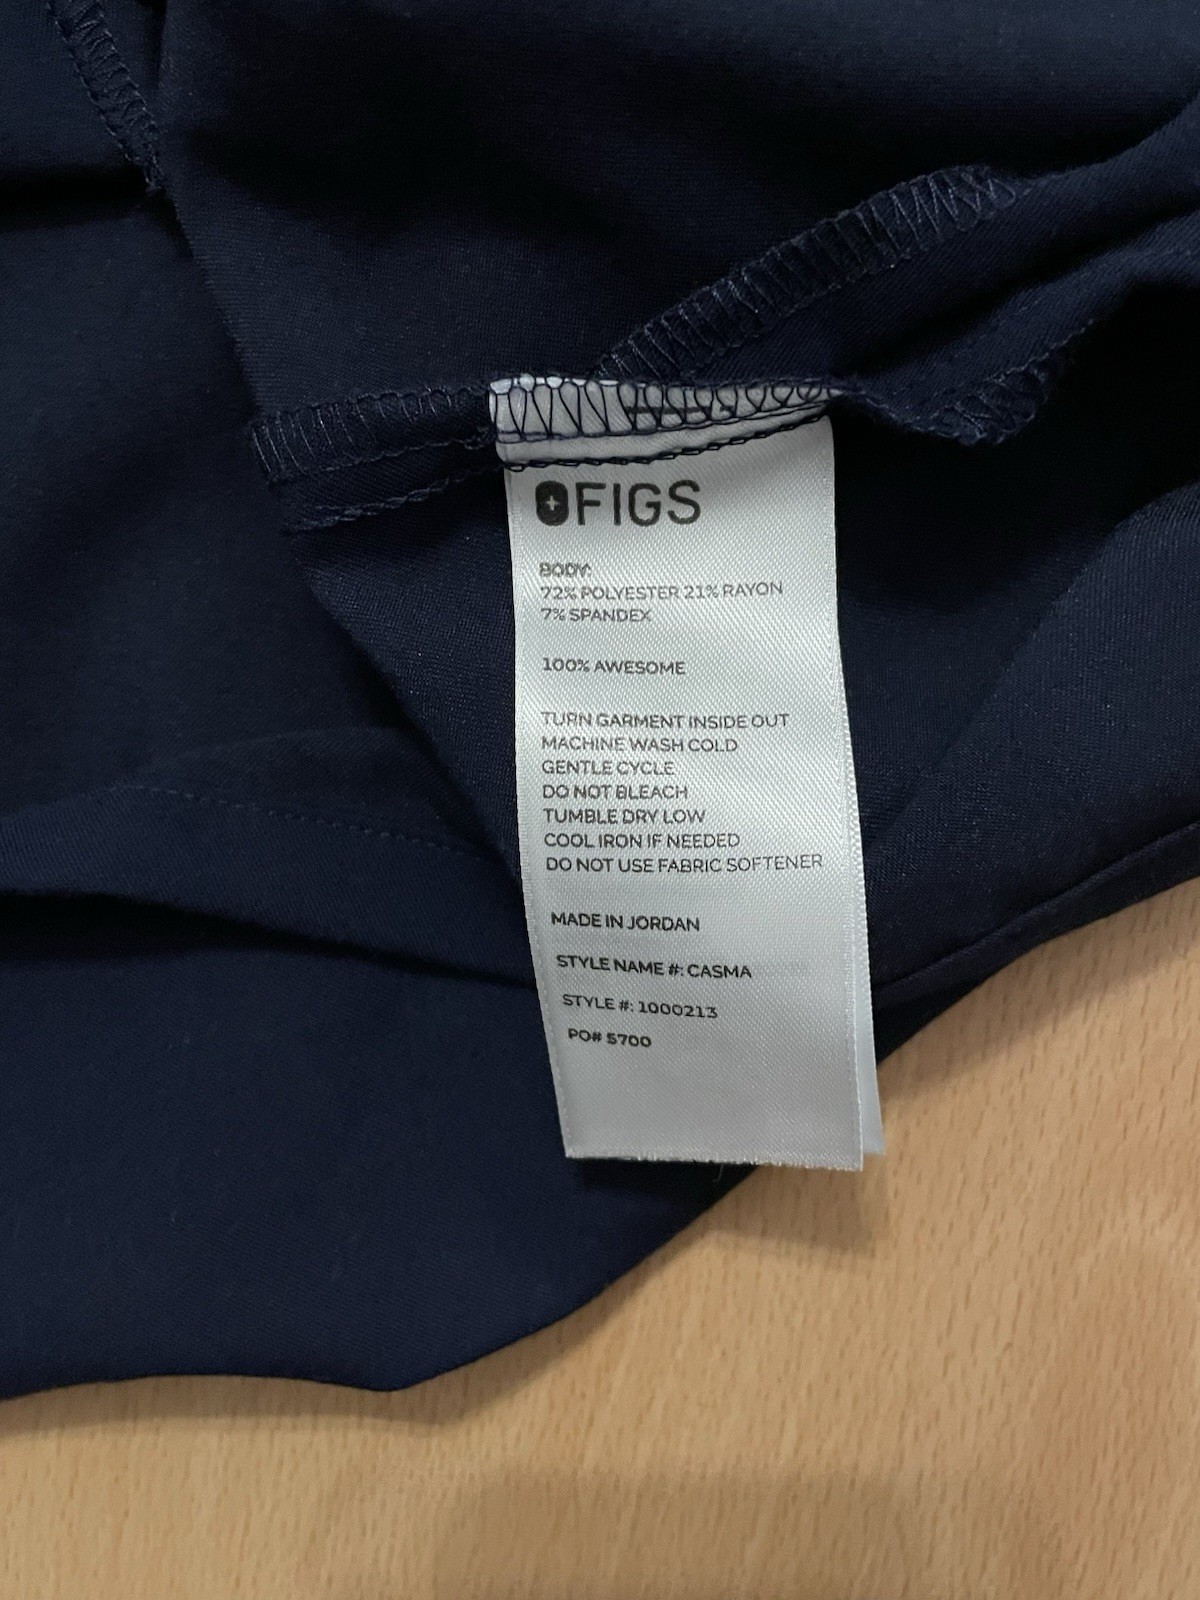 FIGS
BODY:
72% POLYESTER 21% RAYON
7% SPANDEX
100% AWESOME
TURN GARMENT INSIDE OUT
MACHINE WASH COLD
GENTLE CYCLE
DO NOT BLEACH
TUMBLE DRY LOW
COOL IRON IF NEEDED
DO NOT USE FABRIC SOFTENER
MADE IN JORDAN
STYLE NAME #: CASMA
STYLE #: 1000213
PO# 5700